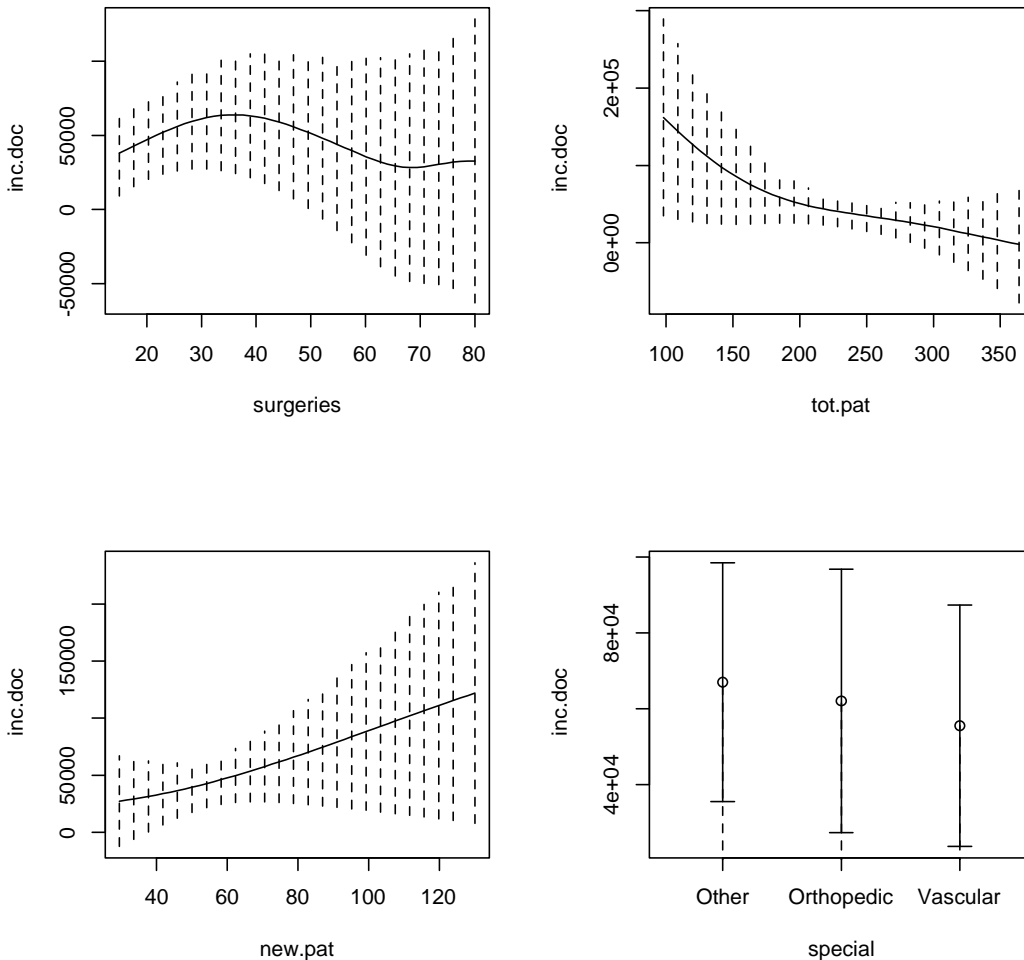 inc.doc
-50000 0 50000
20 30 40 50 60 70 80
surgeries
inc.doc
0e+00 2e+05
100 150 200 250 300 350
tot.pat
inc.doc
0 50000 150000
40 60 80 100 120
new.pat
inc.doc
4e+04 8e+04
Other Orthopedic Vascular
special